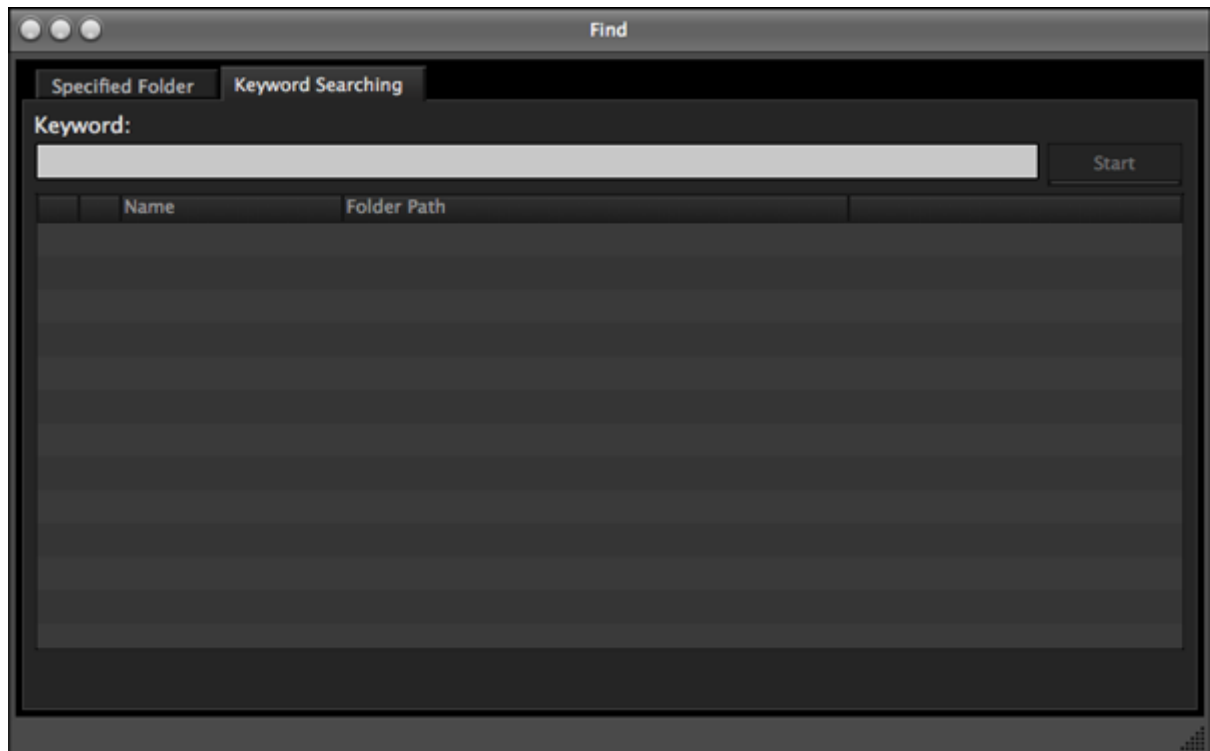 Find
Specified Folder Keyword Searching
Keyword:
Start
Name Folder Path